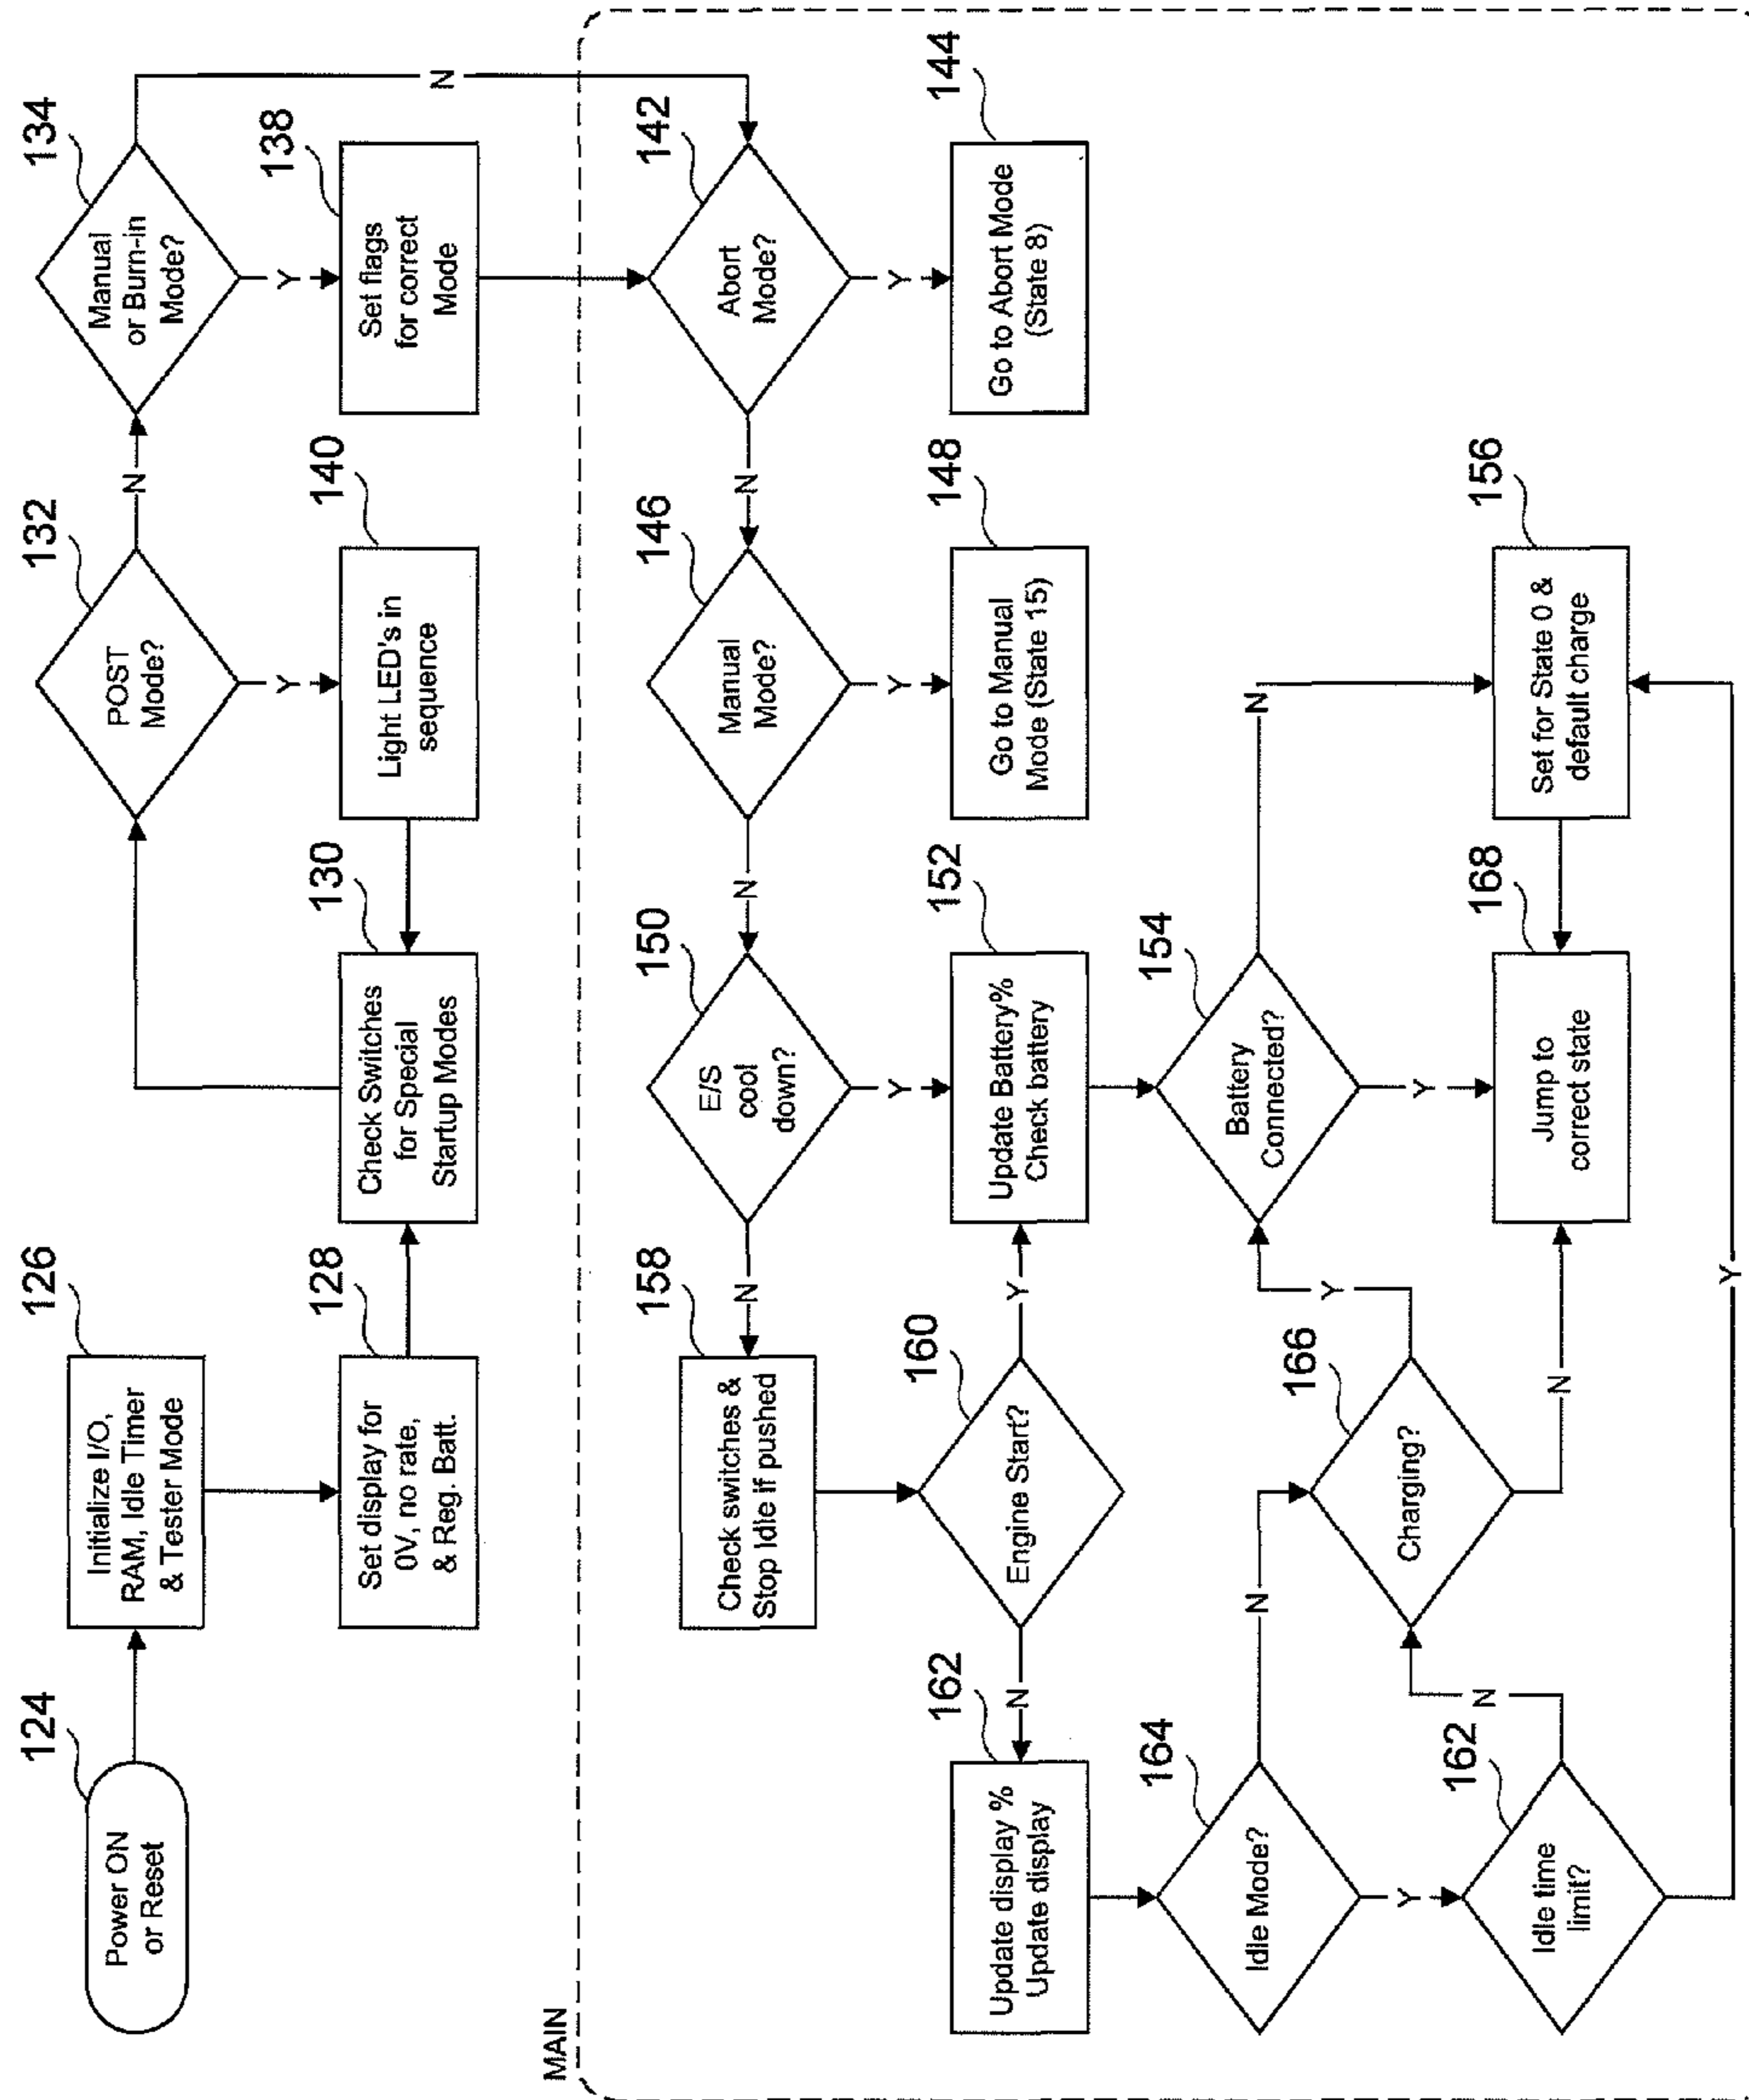 124
Power ON
or Reset
126
Initialize I/O,
RAM, Idle Timer
& Tester Mode
128
Set display for
0V, no rate,
& Reg. Batt.
130
Check Switches
for Special
Startup Modes
132
POST
Mode?
N
Y
140
Light LED's in
sequence
134
Manual
or Burn-in
Mode?
N
Y
138
Set flags
for correct
Mode
MAIN
142
Abort
Mode?
N
Y
144
Go to Abort Mode
(State 8)
146
Manual
Mode?
N
Y
148
Go to Manual
Mode (State 15)
150
E/S
cool
down?
N
Y
158
Check switches &
Stop Idle if pushed
160
Engine Start?
Y
N
152
Update Battery%
Check battery
162
Update display %
Update display
154
Battery
Connected?
N
Y
164
Idle Mode?
N
Y
166
Charging?
Y
N
162
Idle time
limit?
N
Y
156
Set for State 0 &
default charge
168
Jump to
correct state